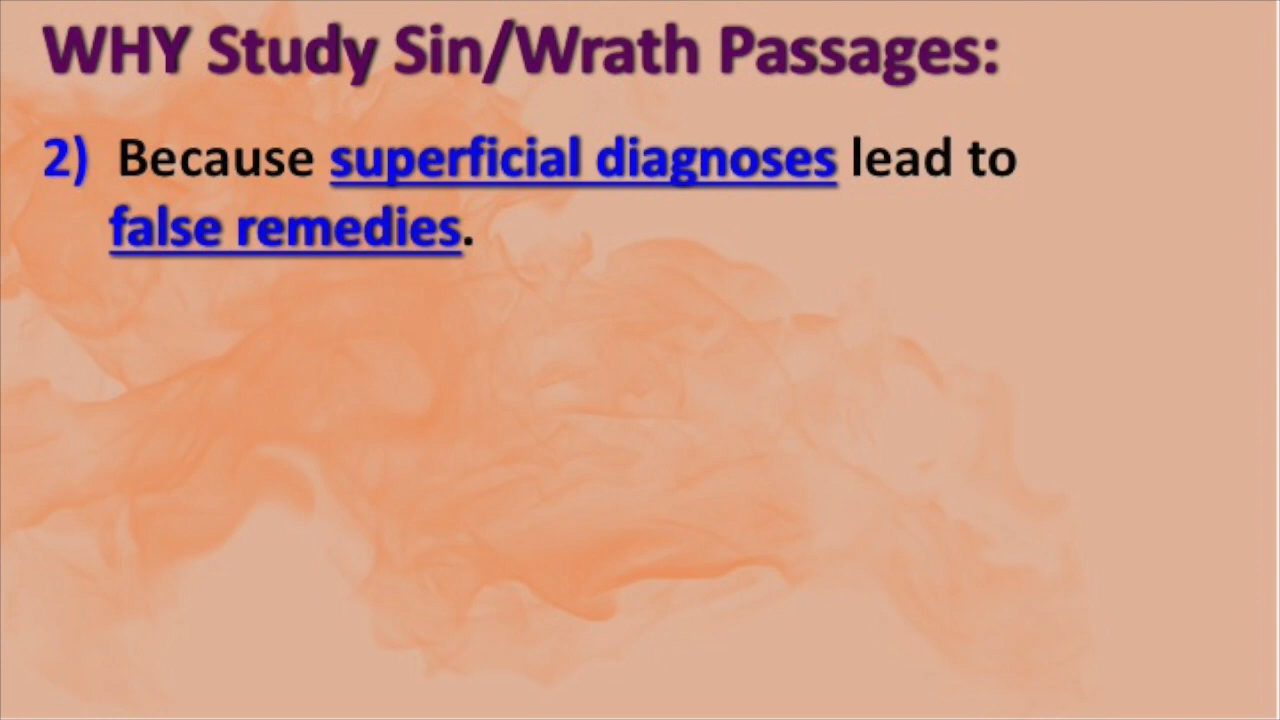 WHY Study Sin/Wrath Passages:
2) Because superficial diagnoses lead to
false remedies.